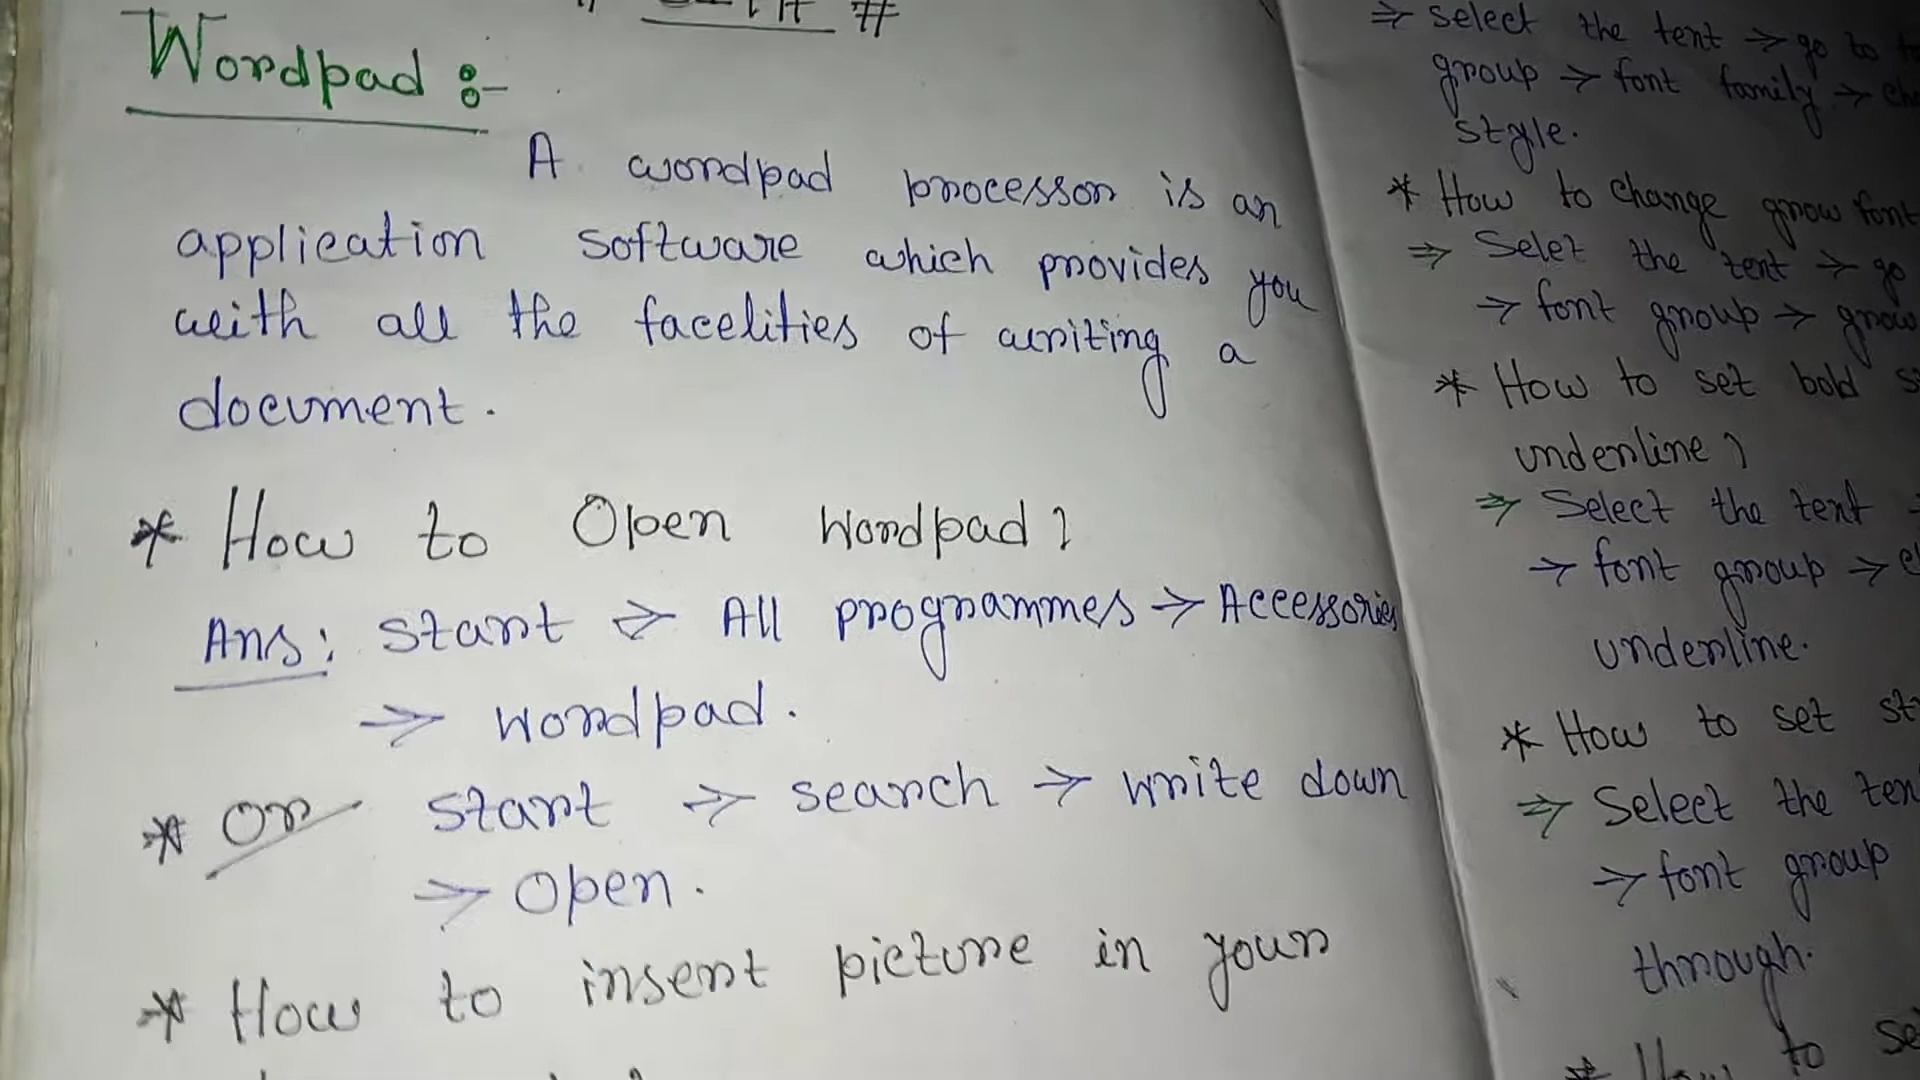 Wordpad :-
A wordpad processor is an
application software which provides you
with all the facelities of writing a
document.
* How to Open Wordpad?
Ans: start → All programmes → Accessories
→ wordpad.
* Or start → search → write down
→ Open.
* How to insert picture in your
⇒ select the text → go to
group → font family →
style.
* How to change grow font
⇒ Selet the text → go
→ font group → grow
* How to set bold
underline?
⇒ Select the text
→ font group →
underline.
* How to set
⇒ Select the
→ font group
through.
* How to